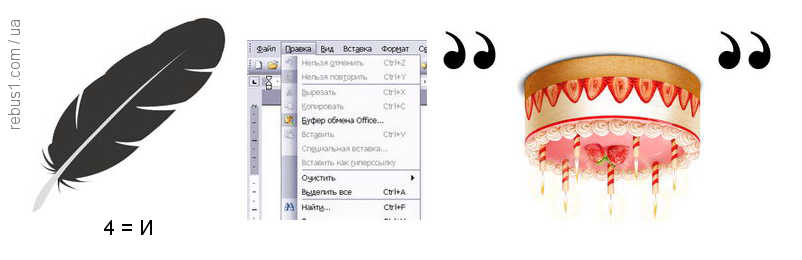 rebus1.com / ua
Файл Правка Вид Вставка Формат Се
Нельзя отменить Ctrl+Z
Нельзя повторить Ctrl+Y
Вырезать Ctrl+X
Копировать Ctrl+C
Буфер обмена Office...
Вставить Ctrl+V
Специальная вставка...
Вставить как гиперссылку
Очистить
Выделить все Ctrl+A
Найти... Ctrl+F
,, ,,
4 = И